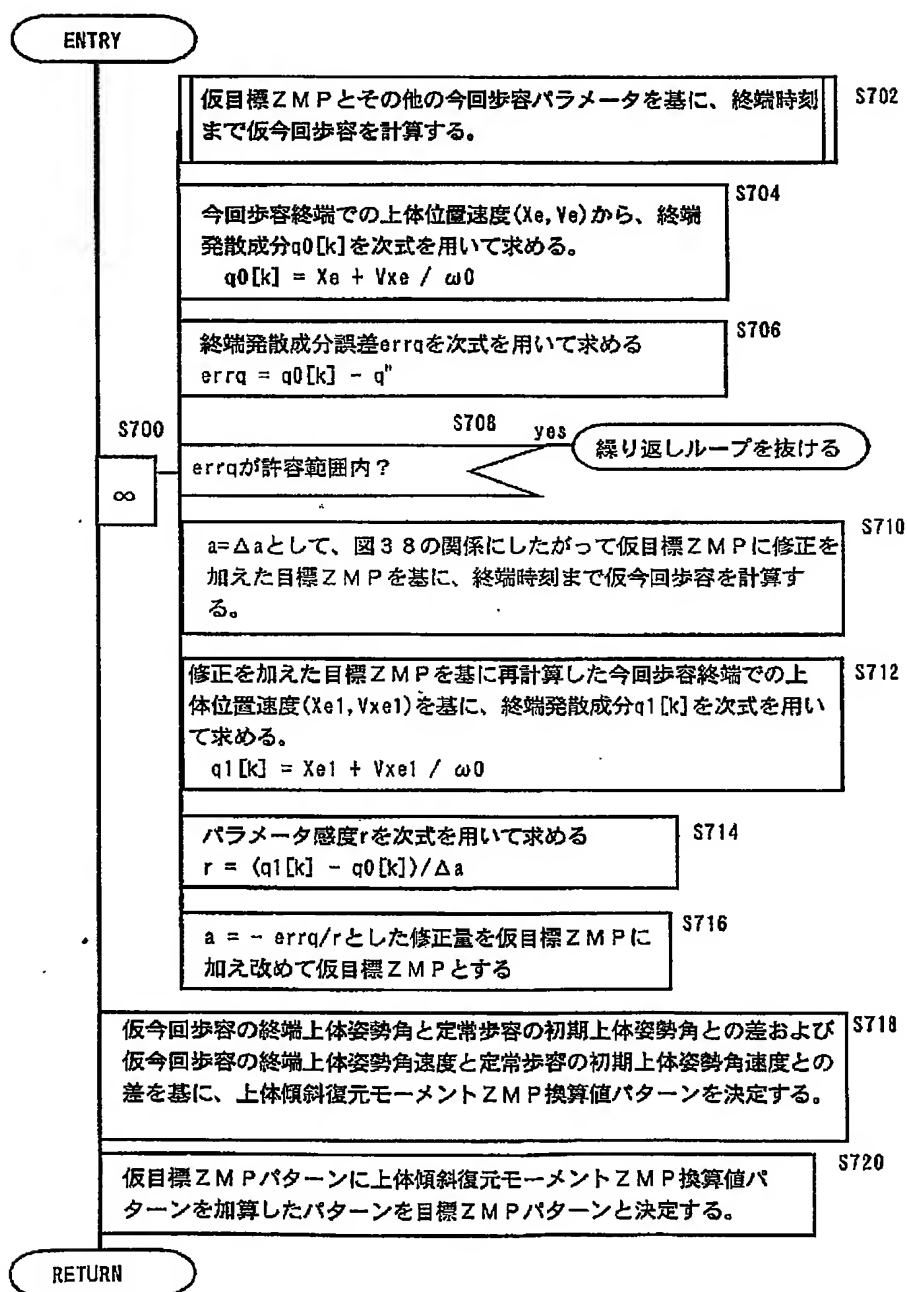 ENTRY
仮目標ZMPとその他の今回歩容パラメータを基に、終端時刻
まで仮今回歩容を計算する。
S702
S704
今回歩容終端での上体位置速度(Xe,Ve)から、終端
発散成分q0[k]を次式を用いて求める。
q0[k] = Xe + Vxe / ω0
S706
終端発散成分誤差errqを次式を用いて求める
errq = q0[k] - q"
S700
∞
S708
yes
繰り返しループを抜ける
errqが許容範囲内?
S710
a=Δaとして、図38の関係にしたがって仮目標ZMPに修正を
加えた目標ZMPを基に、終端時刻まで仮今回歩容を計算す
る。
S712
修正を加えた目標ZMPを基に再計算した今回歩容終端での上
体位置速度(Xe1,Vxe1)を基に、終端発散成分q1[k]を次式を用い
て求める。
q1[k] = Xe1 + Vxe1 / ω0
S714
パラメータ感度rを次式を用いて求める
r = (q1[k] - q0[k])/Δa
S716
a = - errq/rとした修正量を仮目標ZMPに
加え改めて仮目標ZMPとする
S718
仮今回歩容の終端上体姿勢角と定常歩容の初期上体姿勢角との差および
仮今回歩容の終端上体姿勢角速度と定常歩容の初期上体姿勢角速度との
差を基に、上体傾斜復元モーメントZMP換算値パターンを決定する。
S720
仮目標ZMPパターンに上体傾斜復元モーメントZMP換算値パ
ターンを加算したパターンを目標ZMPパターンと決定する。
RETURN